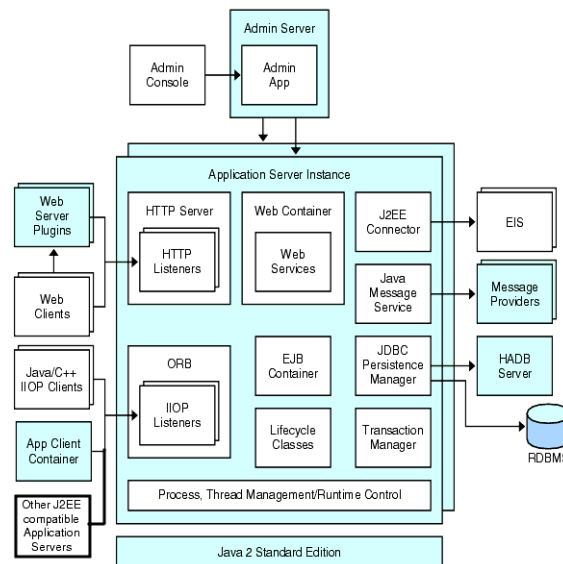 Admin Server
Admin
Console
Admin
App
Application Server Instance
Web
Server
Plugins
HTTP Server
HTTP
Listeners
Web Container
Web
Services
J2EE
Connector
EIS
Web
Clients
Java
Message
Service
Message
Providers
Java/C++
IIOP Clients
ORB
IIOP
Listeners
EJB
Container
JDBC
Persistence
Manager
HADB
Server
App Client
Container
Lifecycle
Classes
Transaction
Manager
RDBMS
Other J2EE
compatible
Application
Servers
Process, Thread Management/Runtime Control
Java 2 Standard Edition